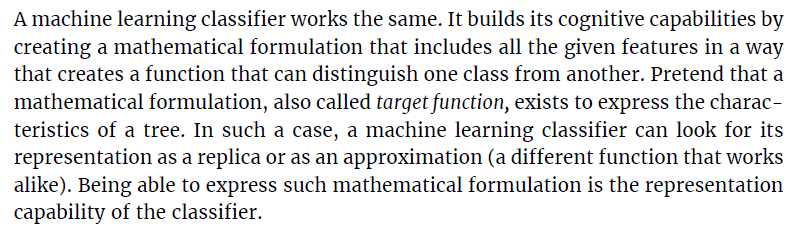 A machine learning classifier works the same. It builds its cognitive capabilities by
creating a mathematical formulation that includes all the given features in a way
that creates a function that can distinguish one class from another. Pretend that a
mathematical formulation, also called target function, exists to express the charac-
teristics of a tree. In such a case, a machine learning classifier can look for its
representation as a replica or as an approximation (a different function that works
alike). Being able to express such mathematical formulation is the representation
capability of the classifier.